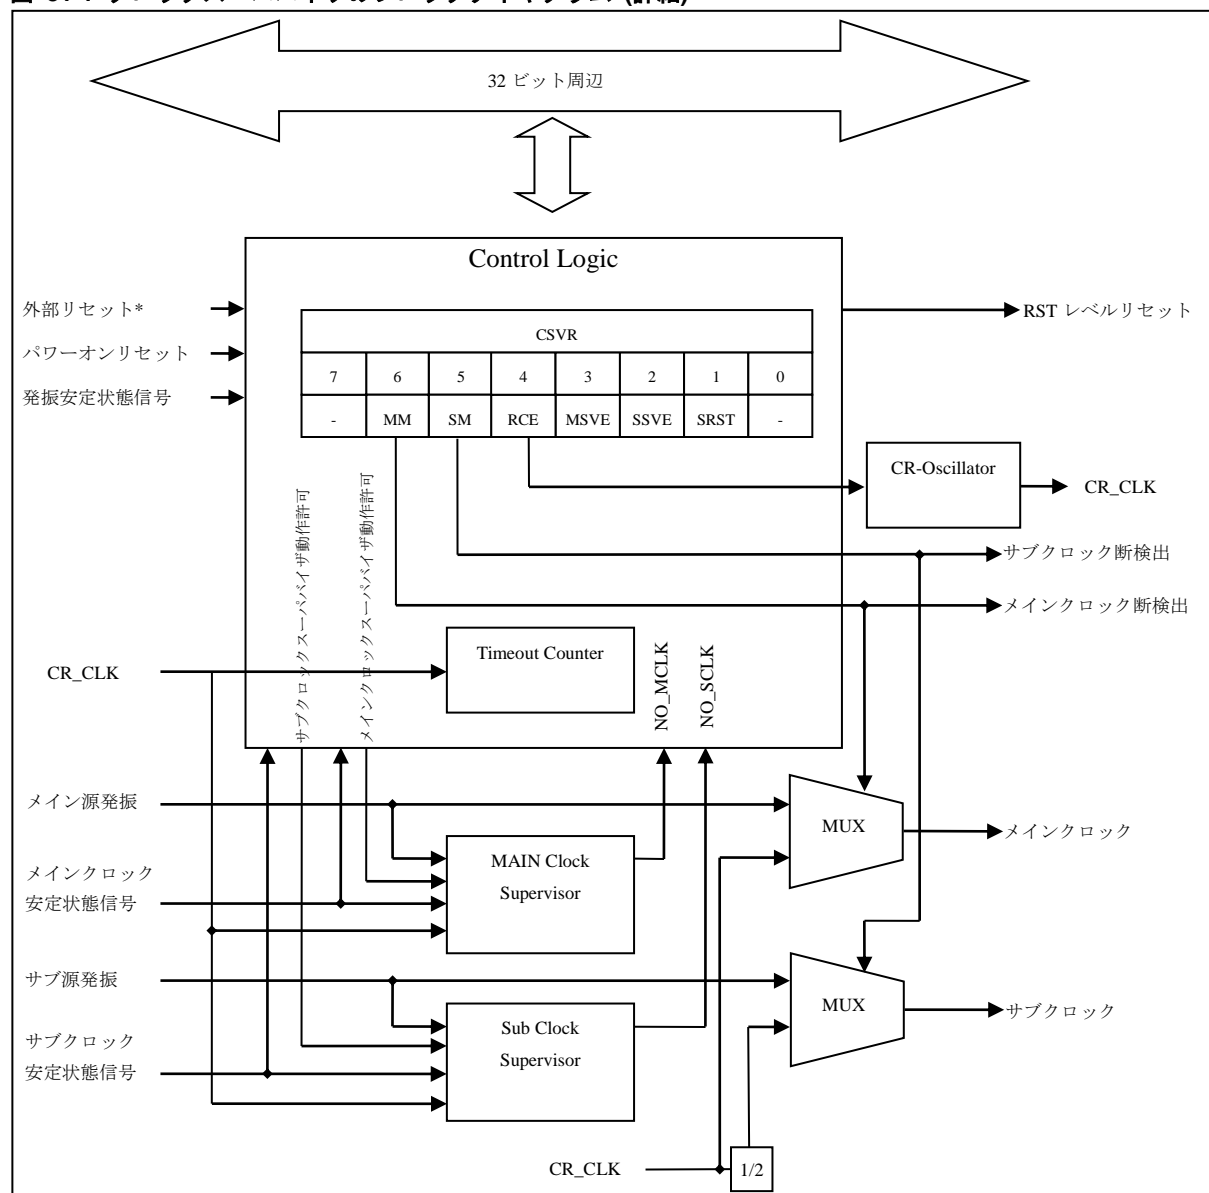 32 ビット周辺
Control Logic
外部リセット*
パワーオンリセット
発振安定状態信号
CSVR
7 6 5 4 3 2 1 0
- MM SM RCE MSVE SSVE SRST -
RST レベルリセット
CR-Oscillator
CR_CLK
サブクロック断検出
メインクロック断検出
サブクロックスーパバイザ動作許可
メインクロックスーパバイザ動作許可
CR_CLK
Timeout Counter
NO_MCLK
NO_SCLK
メイン源発振
MUX
メインクロック
MAIN Clock
Supervisor
メインクロック
安定状態信号
サブ源発振
MUX
サブクロック
Sub Clock
Supervisor
サブクロック
安定状態信号
CR_CLK
1/2